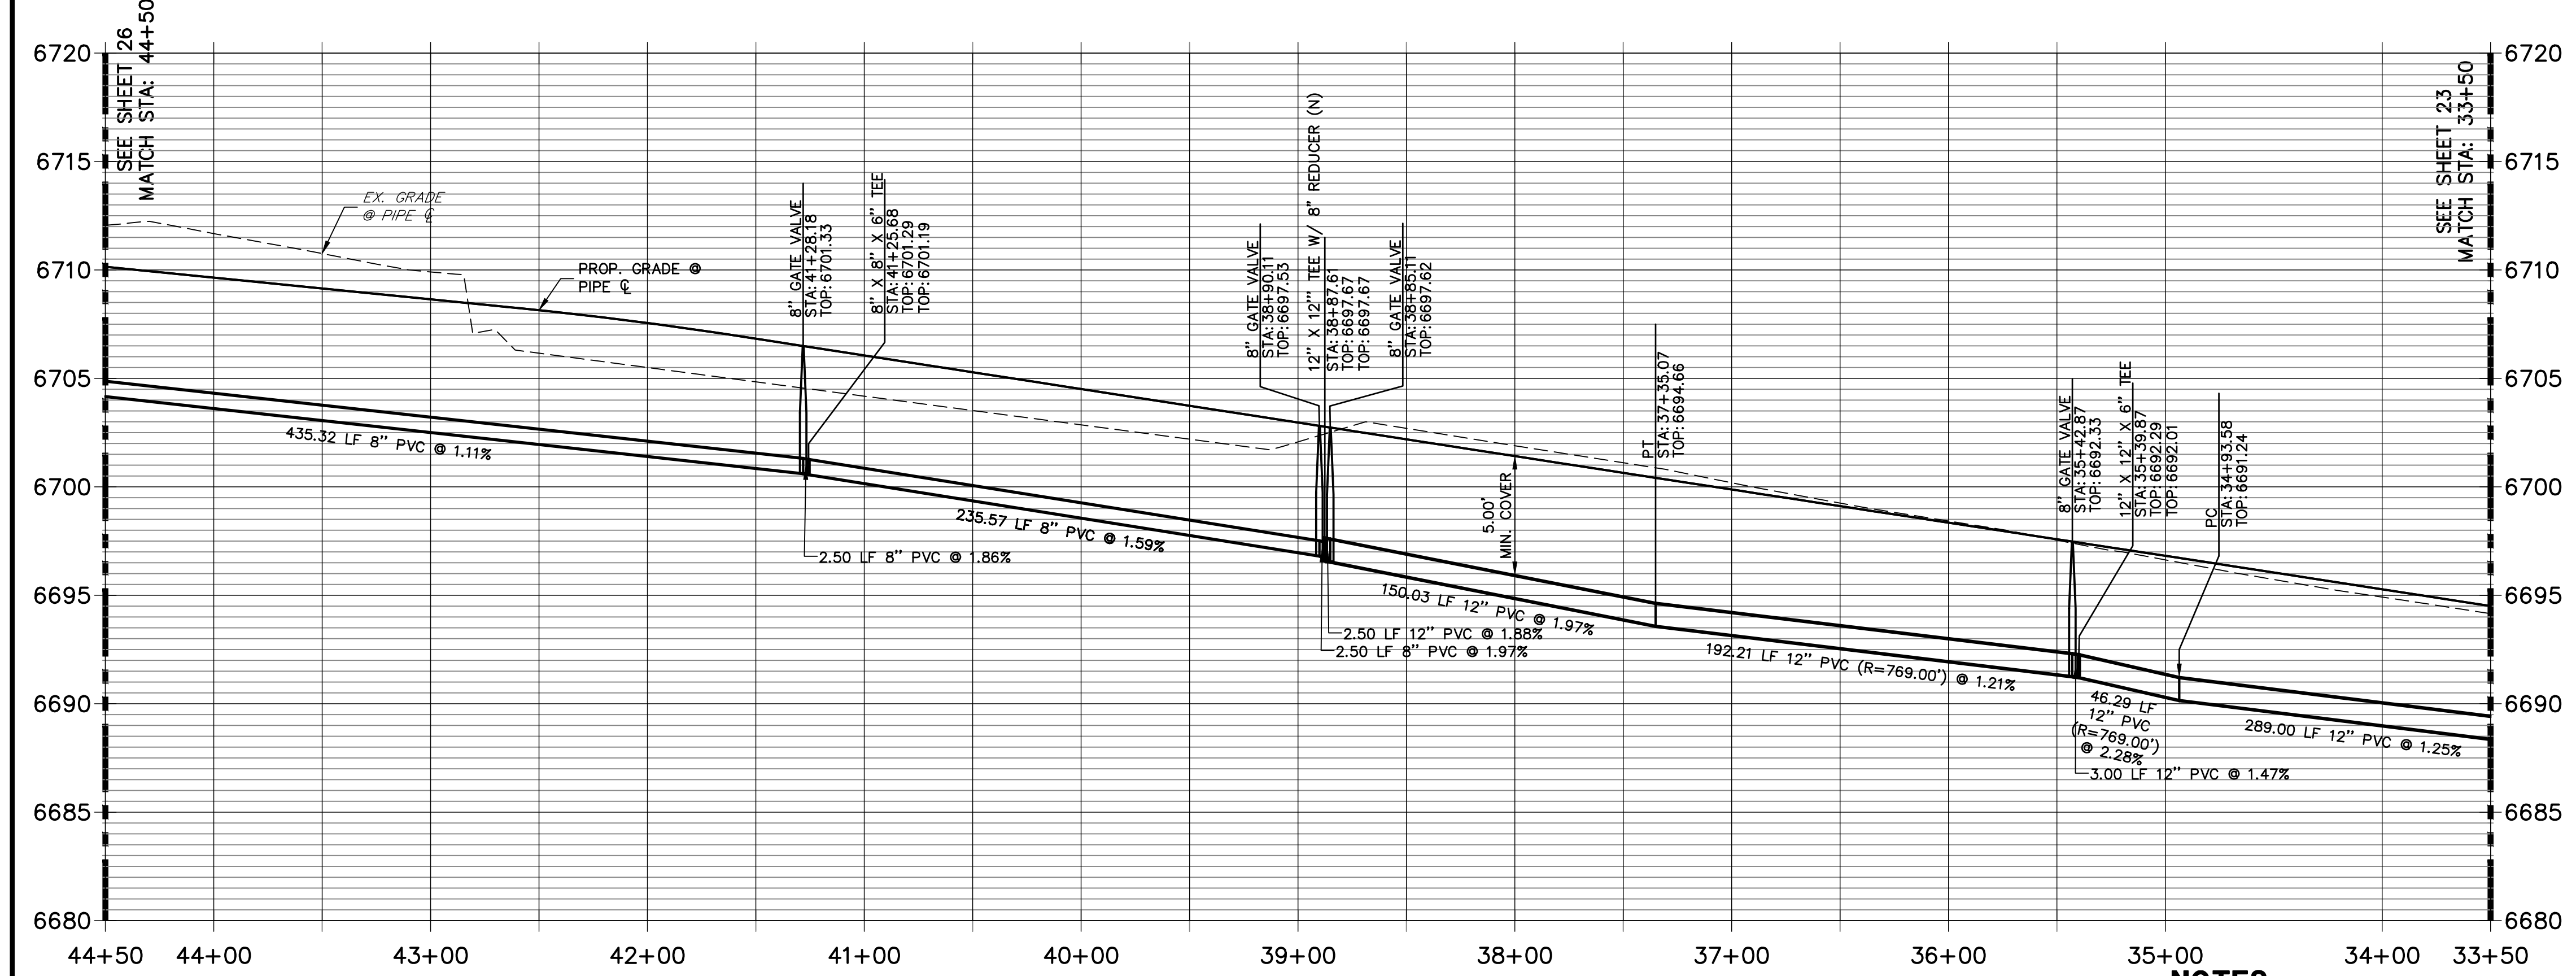 SEE SHEET 26
MATCH STA: 44+50
SEE SHEET 23
MATCH STA: 33+50
6720
6715
6710
6705
6700
6695
6690
6685
6680
6720
6715
6710
6705
6700
6695
6690
6685
6680
EX. GRADE
@ PIPE ℄
PROP. GRADE @
PIPE ℄
8" GATE VALVE
STA: 41+28.18
TOP: 6701.33
8" X 8" X 6" TEE
STA: 41+25.68
TOP: 6701.29
TOP: 6701.19
8" GATE VALVE
STA: 38+90.11
TOP: 6697.53
12" X 12"" TEE W/ 8" REDUCER (N)
STA: 38+87.61
TOP: 6697.67
TOP: 6697.67
8" GATE VALVE
STA: 38+85.11
TOP: 6697.62
PT
STA: 37+35.07
TOP: 6694.66
8" GATE VALVE
STA: 35+42.87
TOP: 6692.33
12" X 12" X 6" TEE
STA: 35+39.87
TOP: 6692.29
TOP: 6692.01
PC
STA: 34+93.58
TOP: 6691.24
5.00'
MIN. COVER
435.32 LF 8" PVC @ 1.11%
235.57 LF 8" PVC @ 1.59%
2.50 LF 8" PVC @ 1.86%
150.03 LF 12" PVC @ 1.97%
2.50 LF 12" PVC @ 1.88%
2.50 LF 8" PVC @ 1.97%
192.21 LF 12" PVC (R=769.00') @ 1.21%
46.29 LF
12" PVC
(R=769.00')
@ 2.28%
289.00 LF 12" PVC @ 1.25%
3.00 LF 12" PVC @ 1.47%
44+50 44+00 43+00 42+00 41+00 40+00 39+00 38+00 37+00 36+00 35+00 34+00 33+50
NOTES